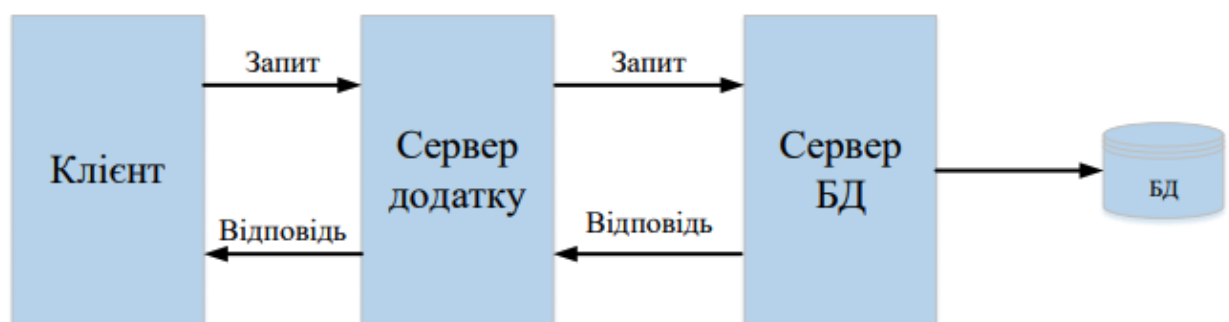 Запит
Запит
Клієнт
Сервер
додатку
Сервер
БД
БД
Відповідь
Відповідь